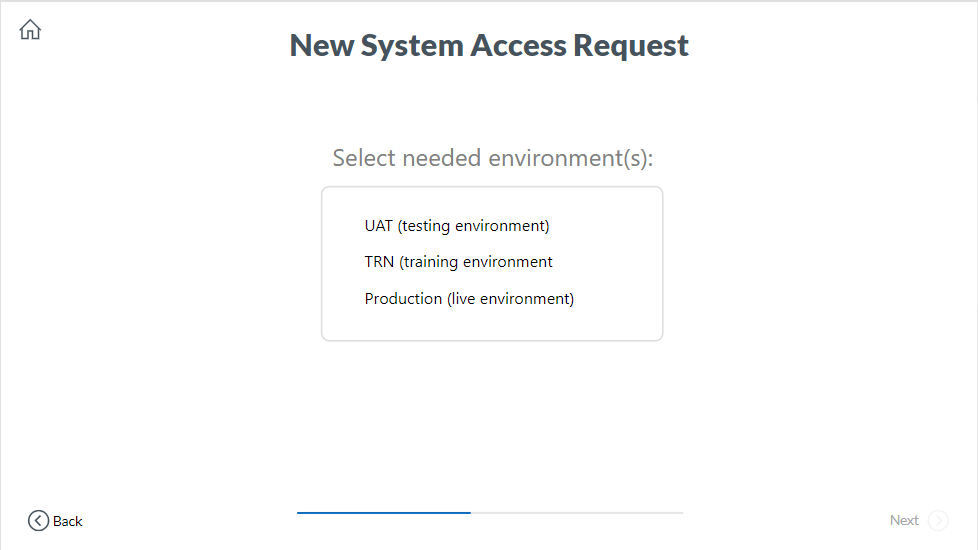 New System Access Request
Select needed environment(s):
UAT (testing environment)
TRN (training environment
Production (live environment)
Back
Next